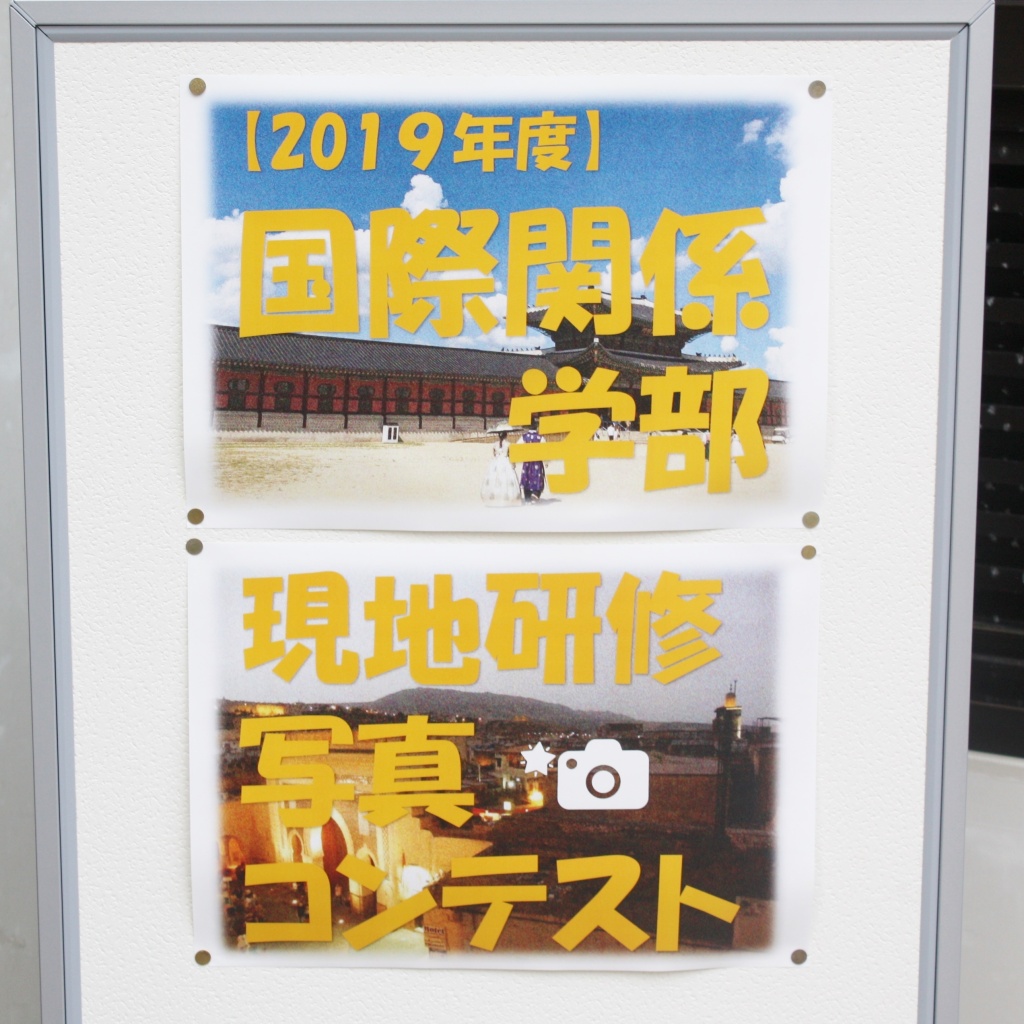 【2019年度】
国際関係
学部
現地研修
写真
コンテスト